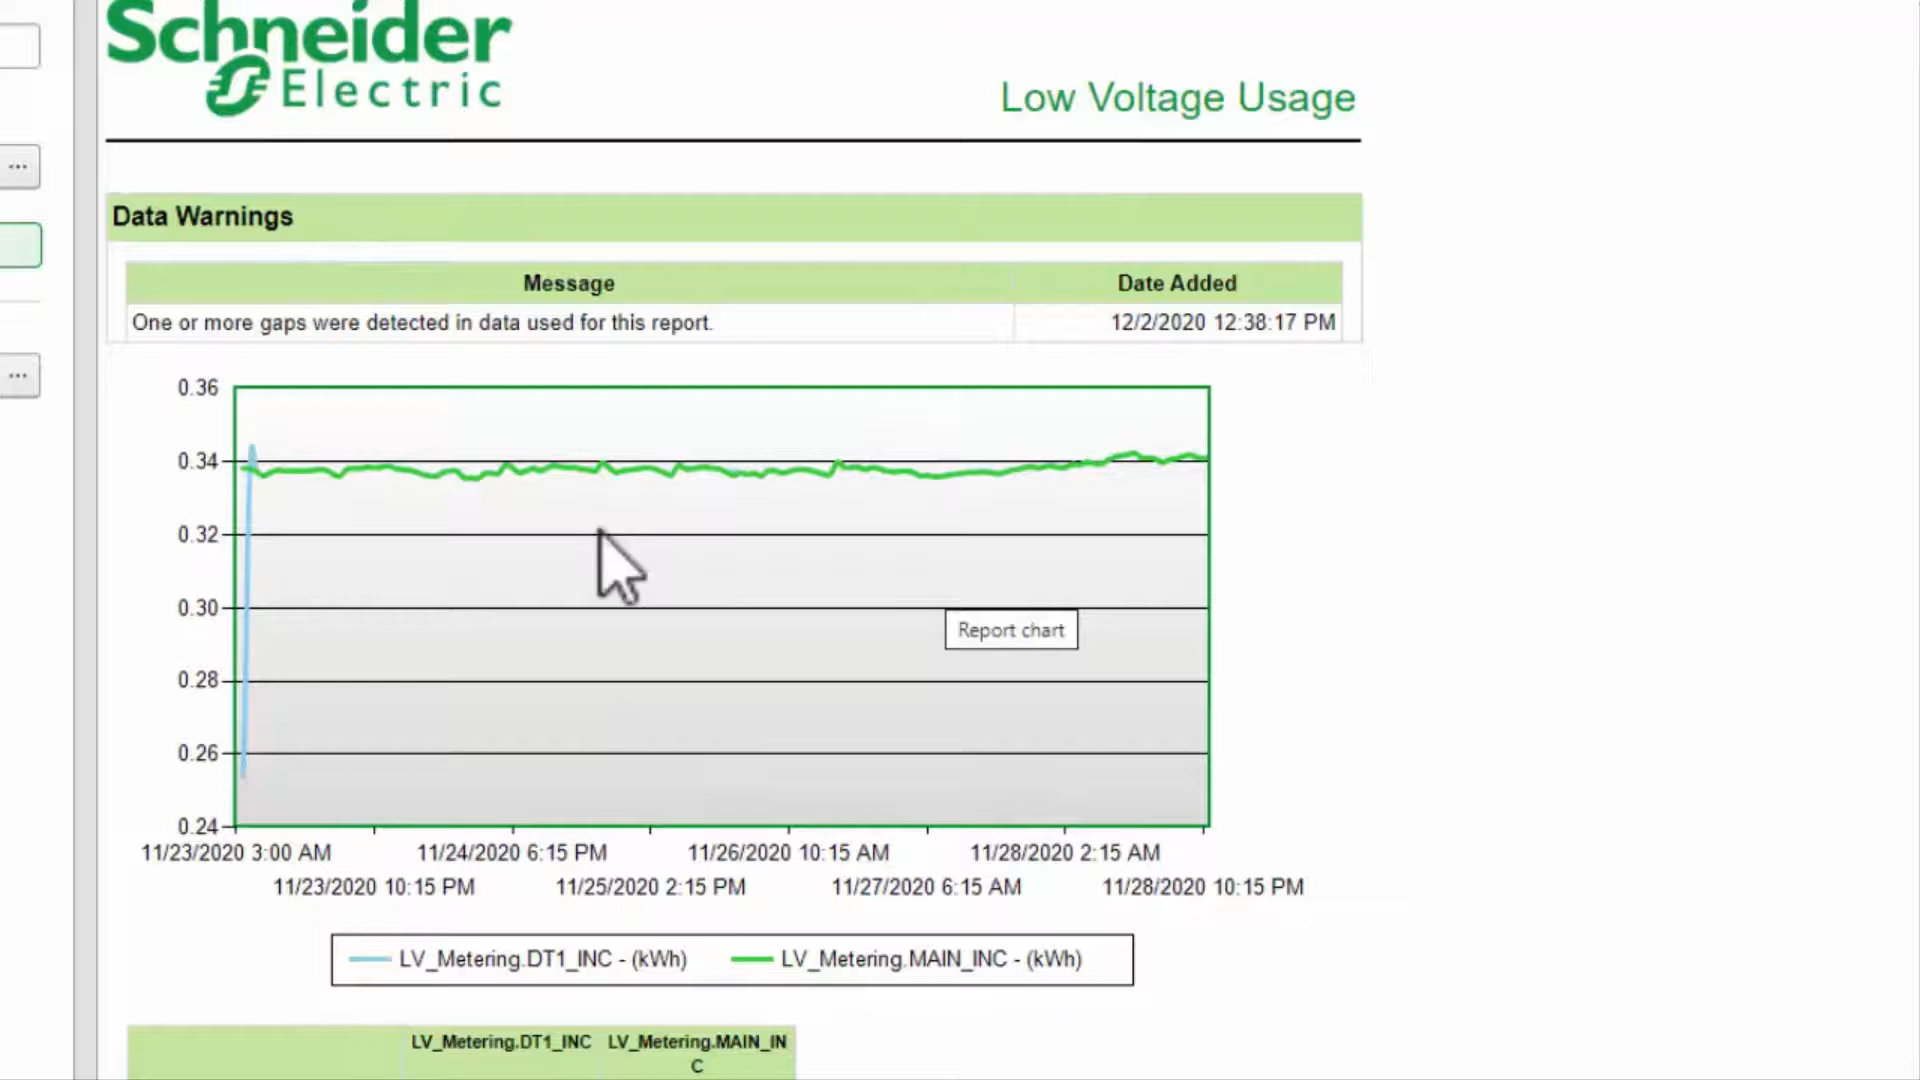 Schneider
Electric
Low Voltage Usage
Data Warnings
Message Date Added
One or more gaps were detected in data used for this report. 12/2/2020 12:38:17 PM
0.36
0.34
0.32
0.30
Report chart
0.28
0.26
0.24
11/23/2020 3:00 AM 11/24/2020 6:15 PM 11/26/2020 10:15 AM 11/28/2020 2:15 AM
11/23/2020 10:15 PM 11/25/2020 2:15 PM 11/27/2020 6:15 AM 11/28/2020 10:15 PM
LV_Metering.DT1_INC - (kWh) LV_Metering.MAIN_INC - (kWh)
LV_Metering.DT1_INC LV_Metering.MAIN_IN
C